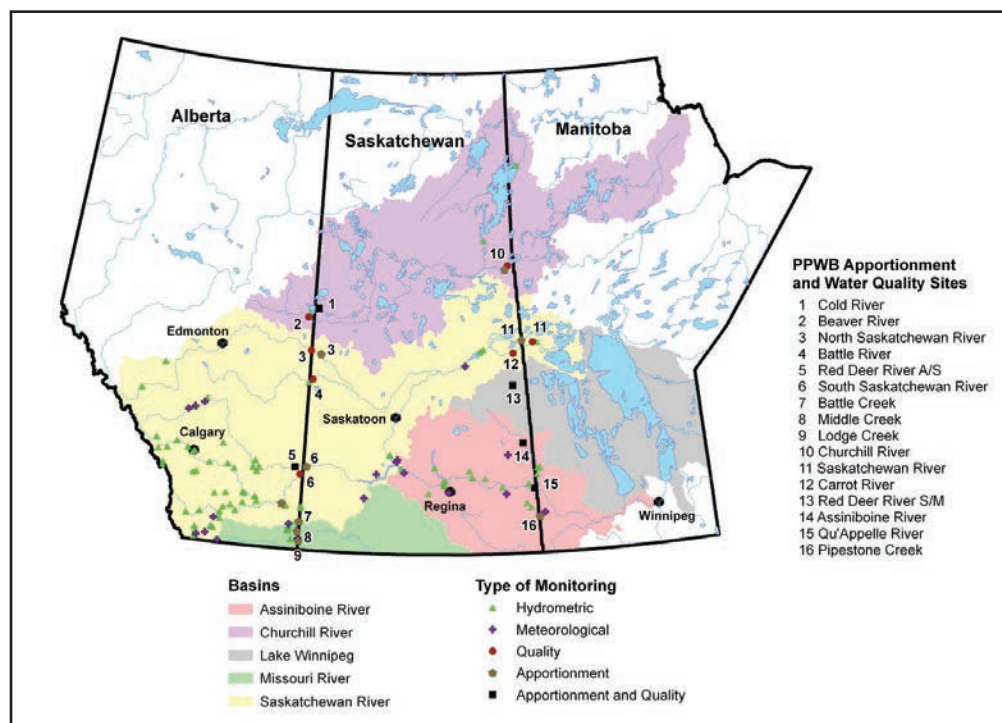 Alberta
Saskatchewan
Manitoba
10
1
2
Edmonton
11
11
3
3
12
4
13
Saskatoon
Calgary
14
5
6
6
15
Regina
Winnipeg
7
16
8
9
PPWB Apportionment
and Water Quality Sites
1 Cold River
2 Beaver River
3 North Saskatchewan River
4 Battle River
5 Red Deer River A/S
6 South Saskatchewan River
7 Battle Creek
8 Middle Creek
9 Lodge Creek
10 Churchill River
11 Saskatchewan River
12 Carrot River
13 Red Deer River S/M
14 Assiniboine River
15 Qu'Appelle River
16 Pipestone Creek
Basins
Assiniboine River
Churchill River
Lake Winnipeg
Missouri River
Saskatchewan River
Type of Monitoring
Hydrometric
Meteorological
Quality
Apportionment
Apportionment and Quality